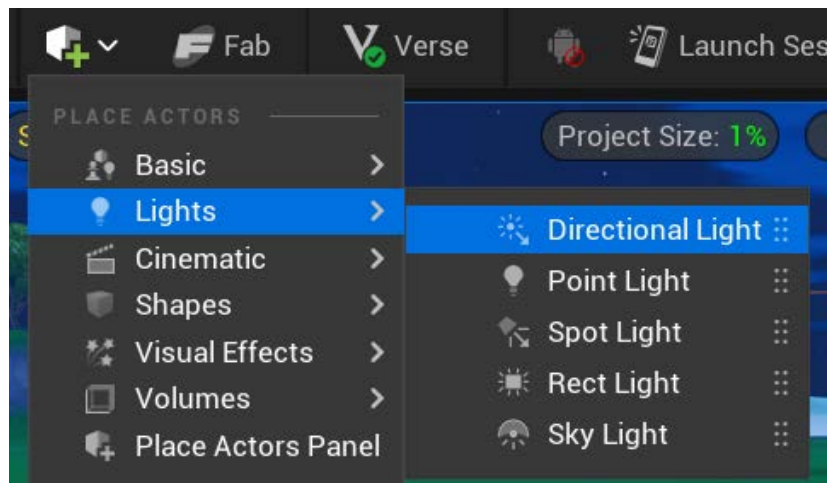 Fab
Verse
Launch Ses
PLACE ACTORS
S
Project Size: 1%
Basic
Lights
Cinematic
Shapes
Visual Effects
Volumes
Place Actors Panel
Directional Light
Point Light
Spot Light
Rect Light
Sky Light